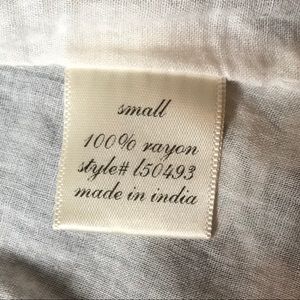 small
100% rayon
style# l50493
made in india